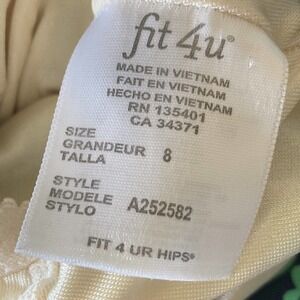 fit 4u®
MADE IN VIETNAM
FAIT EN VIETNAM
HECHO EN VIETNAM
RN 135401
CA 34371
SIZE
GRANDEUR 8
TALLA
STYLE
MODELE A252582
STYLO
FIT 4 UR HIPS®